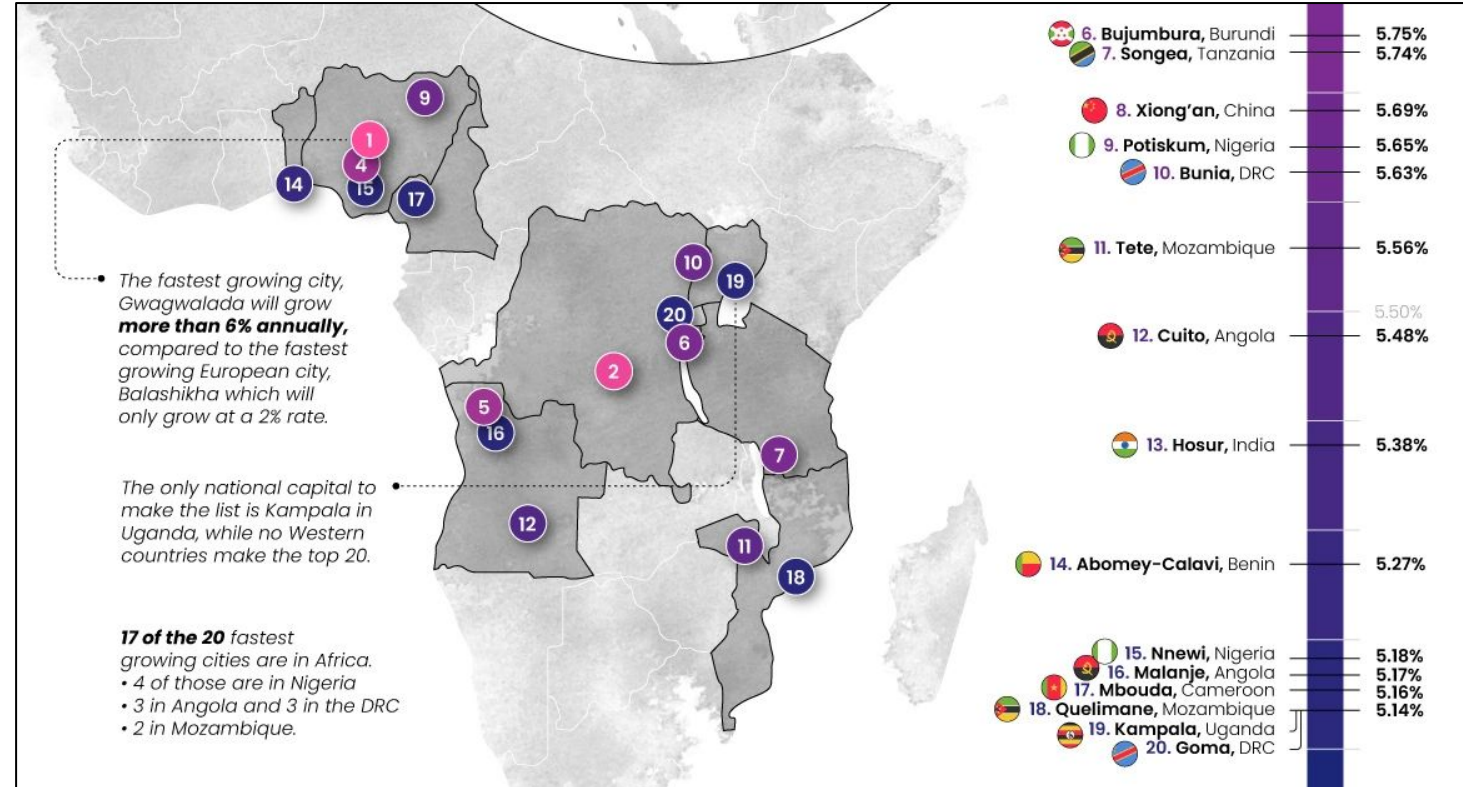 9
1
4
15
14
17
10
19
20
6
2
5
16
7
12
11
18
The fastest growing city,
Gwagwalada will grow
more than 6% annually,
compared to the fastest
growing European city,
Balashikha which will
only grow at a 2% rate.
The only national capital to
make the list is Kampala in
Uganda, while no Western
countries make the top 20.
17 of the 20 fastest
growing cities are in Africa.
• 4 of those are in Nigeria
• 3 in Angola and 3 in the DRC
• 2 in Mozambique.
6. Bujumbura, Burundi 5.75%
7. Songea, Tanzania 5.74%
8. Xiong’an, China 5.69%
9. Potiskum, Nigeria 5.65%
10. Bunia, DRC 5.63%
11. Tete, Mozambique 5.56%
5.50%
12. Cuito, Angola 5.48%
13. Hosur, India 5.38%
14. Abomey-Calavi, Benin 5.27%
15. Nnewi, Nigeria 5.18%
16. Malanje, Angola 5.17%
17. Mbouda, Cameroon 5.16%
18. Quelimane, Mozambique 5.14%
19. Kampala, Uganda
20. Goma, DRC